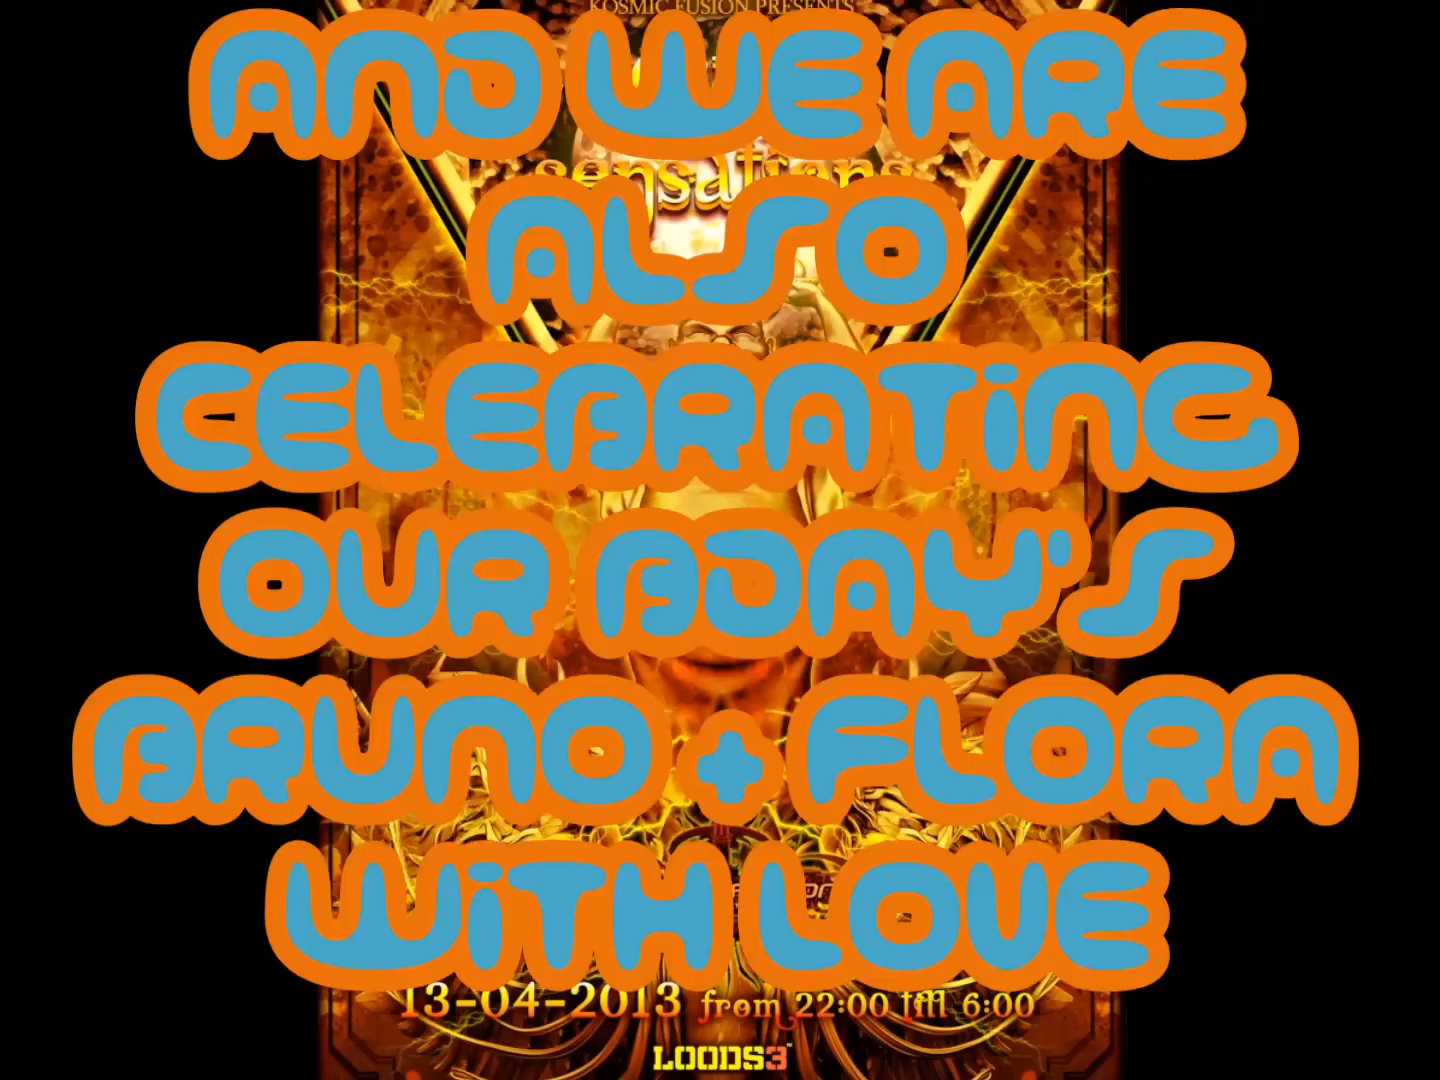 KOSMIC FUSION PRESENTS
AND WE ARE
sensations
ALSO
CELEBRATiNG
OUR BDAY'S
BRUNO + FLORA
WiTH LOVE
13-04-2013 from 22:00 till 6:00
LOODS3